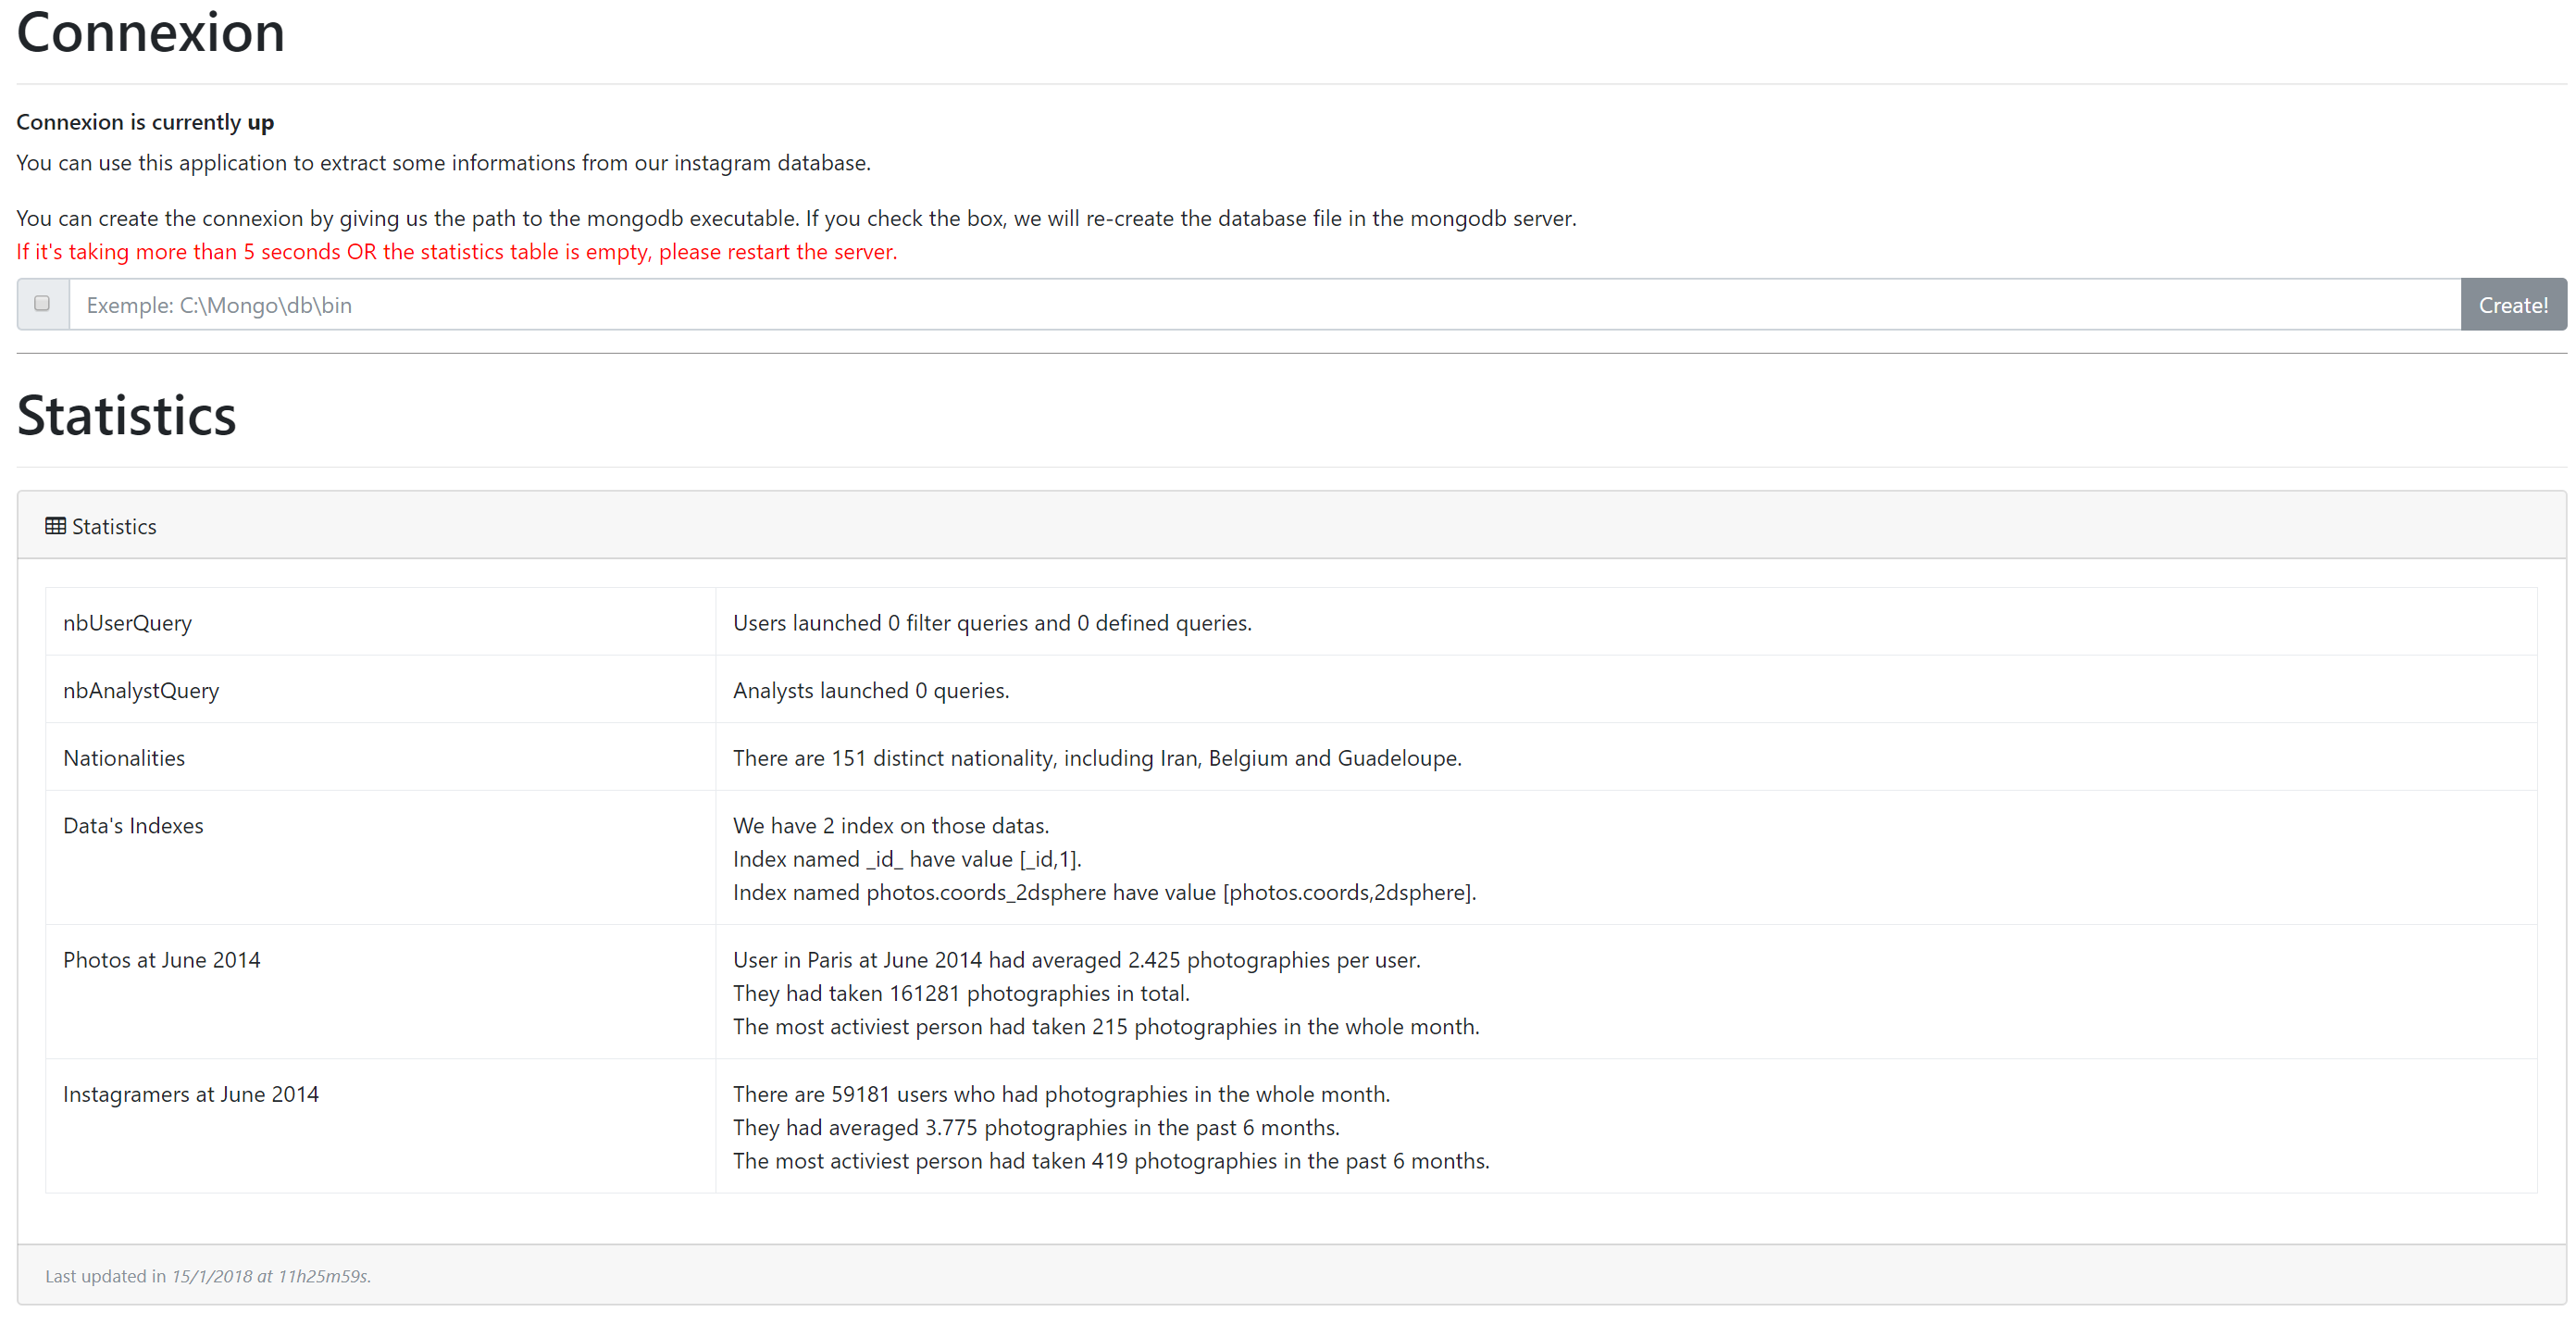 Connexion
Connexion is currently up
You can use this application to extract some informations from our instagram database.
You can create the connexion by giving us the path to the mongodb executable. If you check the box, we will re-create the database file in the mongodb server.
If it's taking more than 5 seconds OR the statistics table is empty, please restart the server.
Exemple: C:\Mongo\db\bin
Create!
Statistics
Statistics
nbUserQuery
Users launched 0 filter queries and 0 defined queries.
nbAnalystQuery
Analysts launched 0 queries.
Nationalities
There are 151 distinct nationality, including Iran, Belgium and Guadeloupe.
Data's Indexes
We have 2 index on those datas.
Index named _id_ have value [_id,1].
Index named photos.coords_2dsphere have value [photos.coords,2dsphere].
Photos at June 2014
User in Paris at June 2014 had averaged 2.425 photographies per user.
They had taken 161281 photographies in total.
The most activiest person had taken 215 photographies in the whole month.
Instagramers at June 2014
There are 59181 users who had photographies in the whole month.
They had averaged 3.775 photographies in the past 6 months.
The most activiest person had taken 419 photographies in the past 6 months.
Last updated in 15/1/2018 at 11h25m59s.